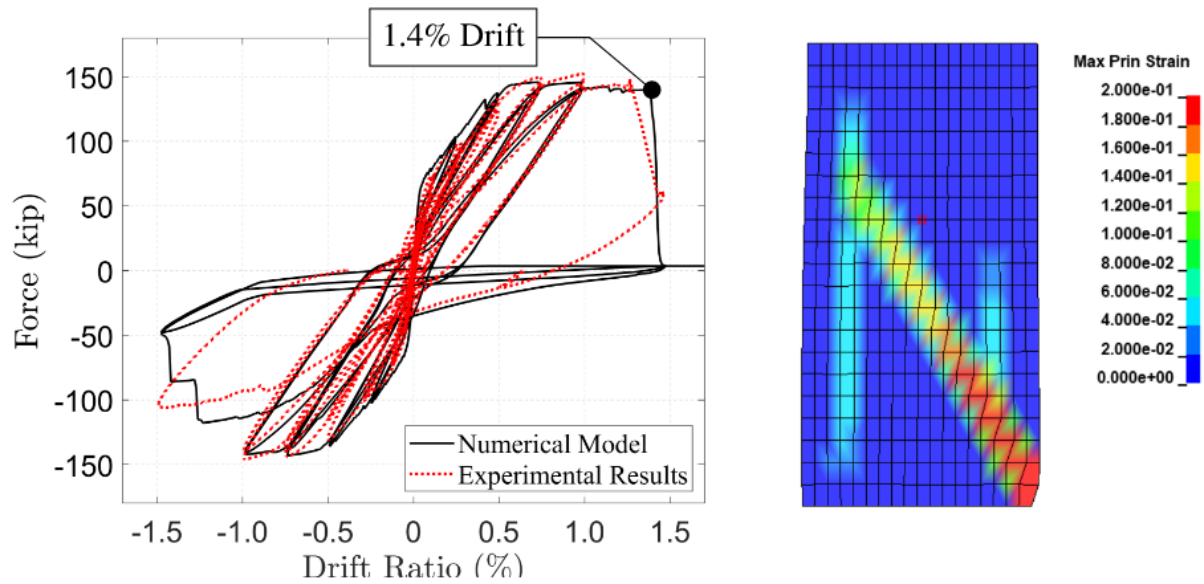 1.4% Drift
150
100
50
0
-50
-100
-150
Force (kip)
-1.5
-1.0
-0.5
0
0.5
1.0
1.5
Drift Ratio (%)
Numerical Model
Experimental Results
Max Prin Strain
2.000e-01
1.800e-01
1.600e-01
1.400e-01
1.200e-01
1.000e-01
8.000e-02
6.000e-02
4.000e-02
2.000e-02
0.000e+00